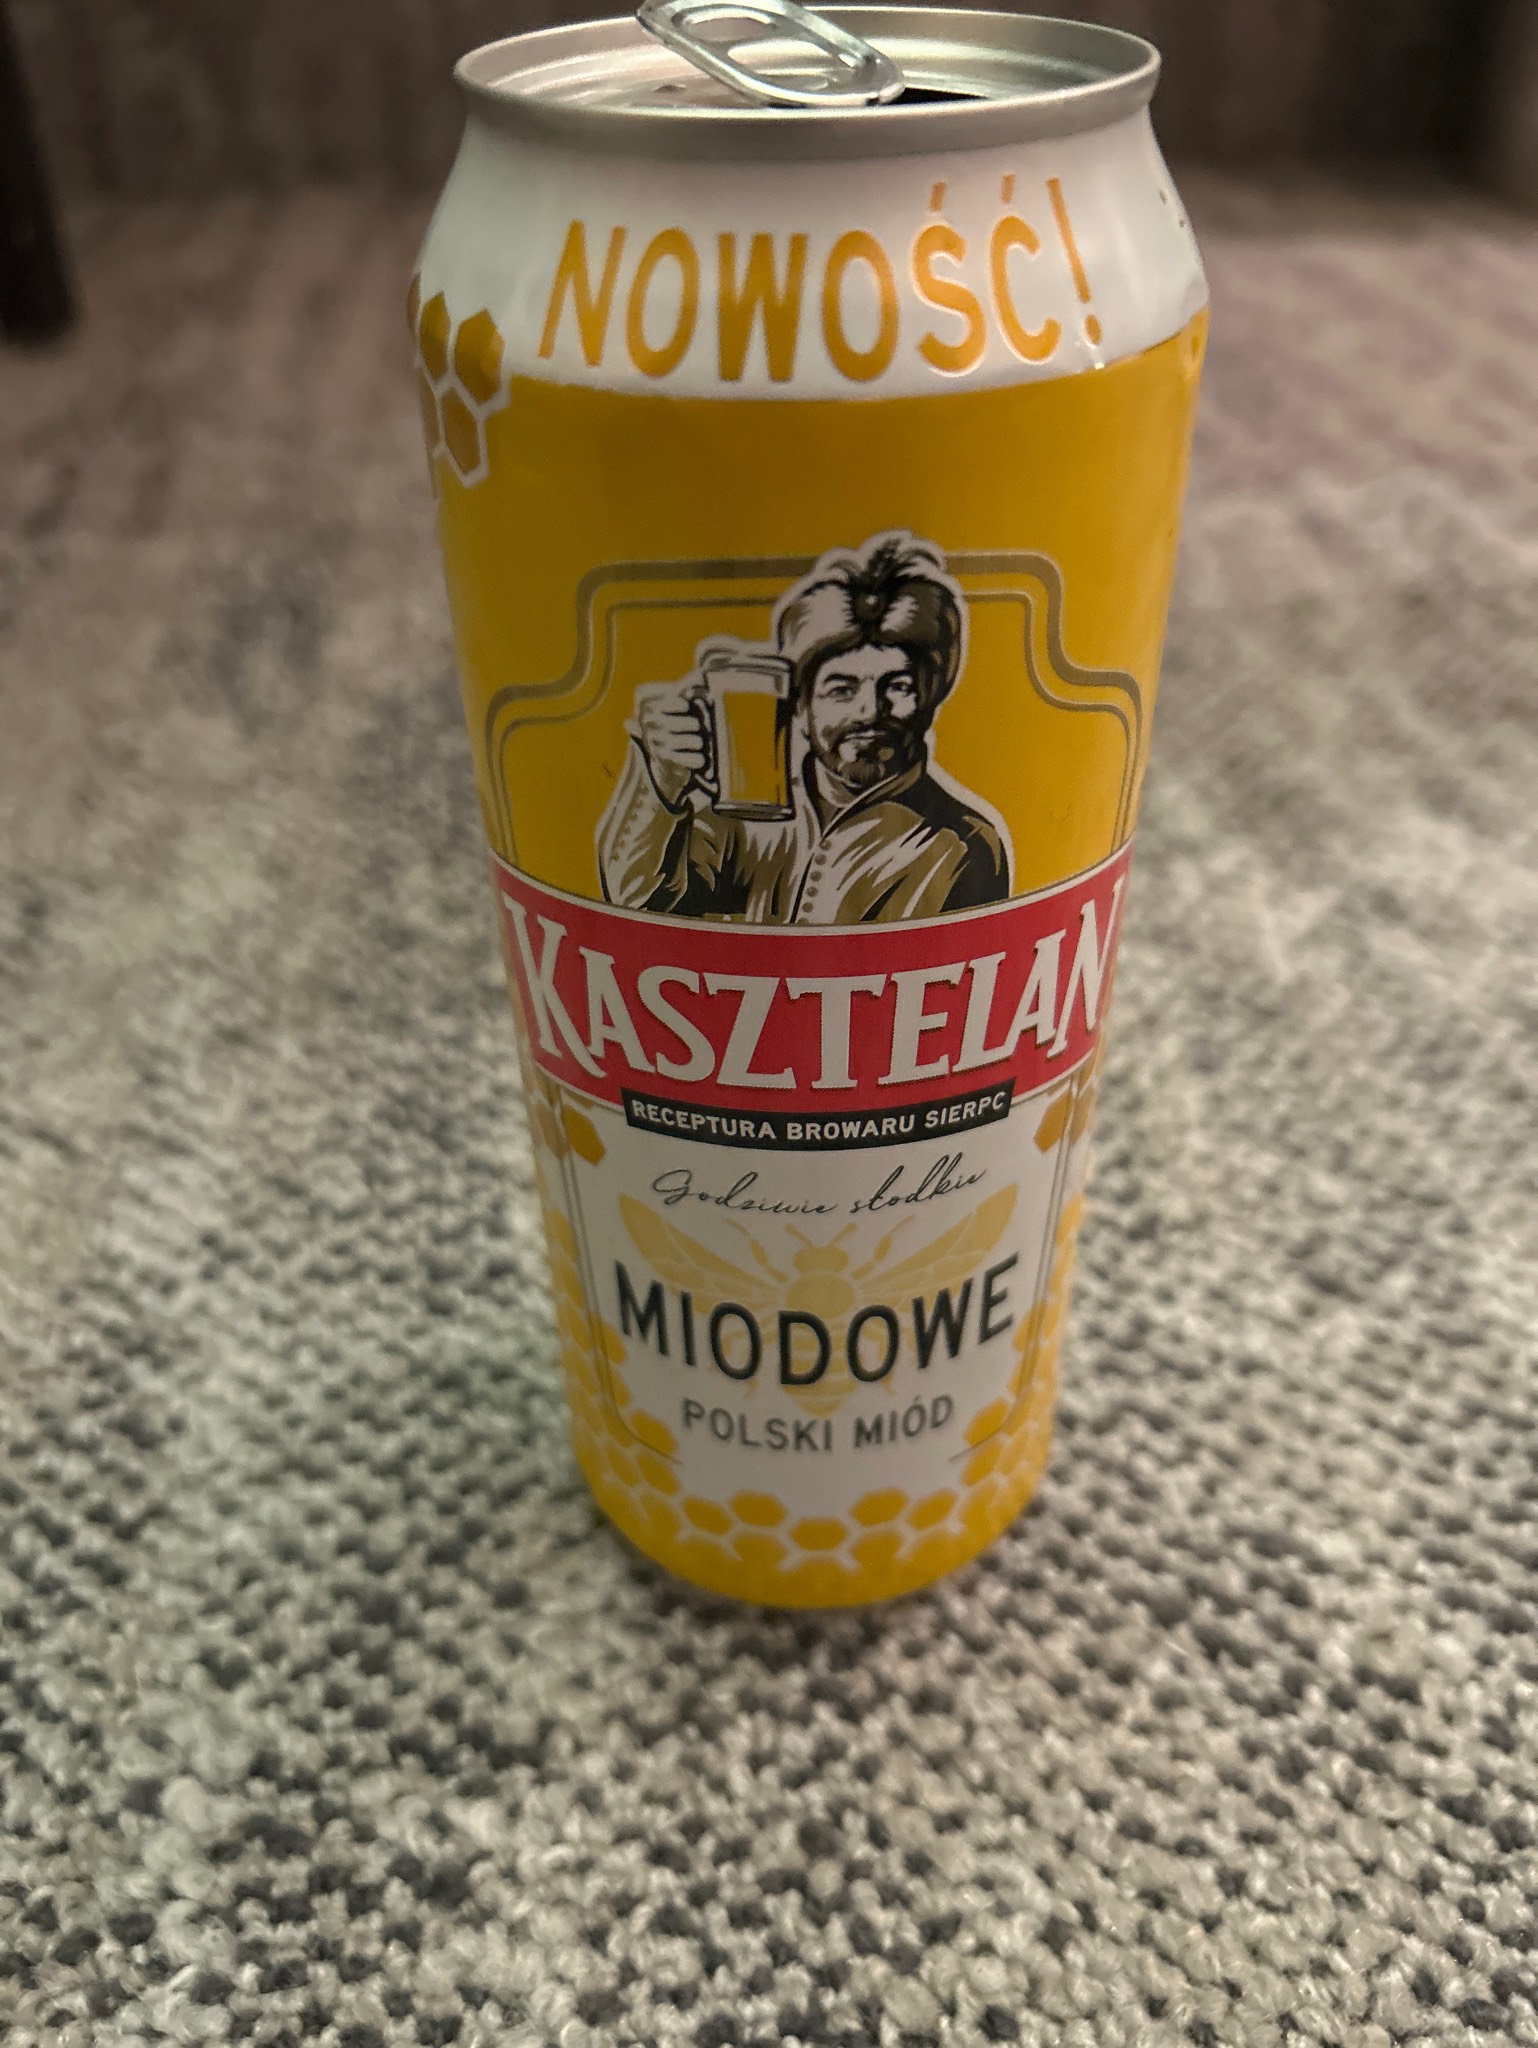 NOWOŚĆ!
KASZTELAN
RECEPTURA BROWARU SIERPC
Godziwie słodkie
MIODOWE
POLSKI MIÓD